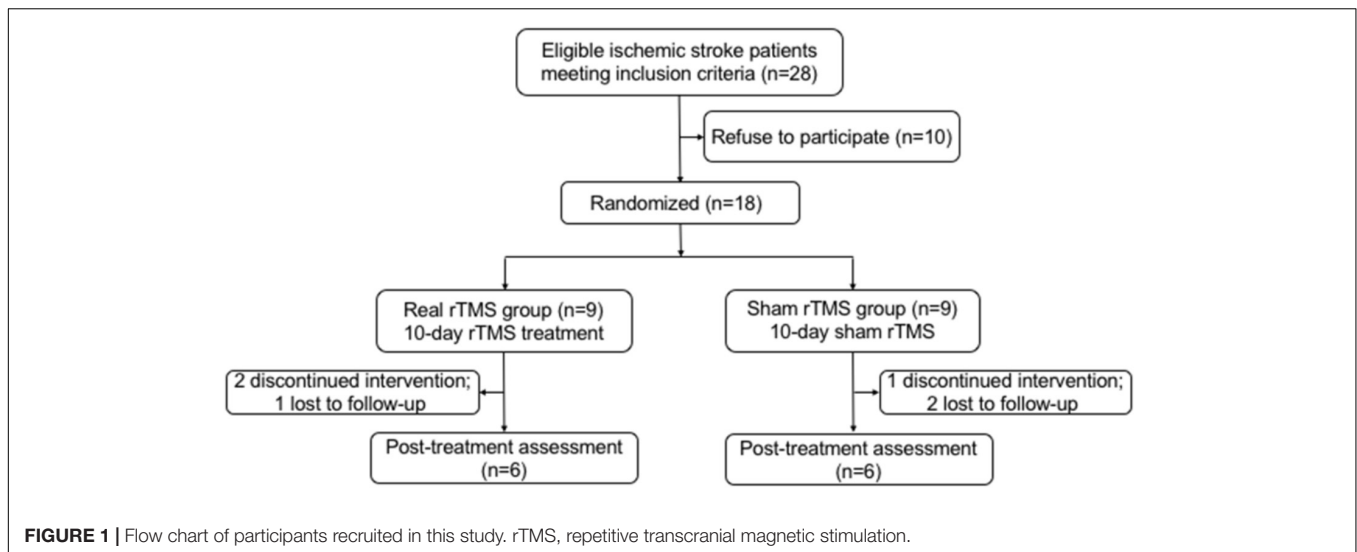 Eligible ischemic stroke patients
meeting inclusion criteria (n=28)
Refuse to participate (n=10)
Randomized (n=18)
Real rTMS group (n=9)
10-day rTMS treatment
Sham rTMS group (n=9)
10-day sham rTMS
2 discontinued intervention;
1 lost to follow-up
1 discontinued intervention;
2 lost to follow-up
Post-treatment assessment
(n=6)
Post-treatment assessment
(n=6)
FIGURE 1 | Flow chart of participants recruited in this study. rTMS, repetitive transcranial magnetic stimulation.